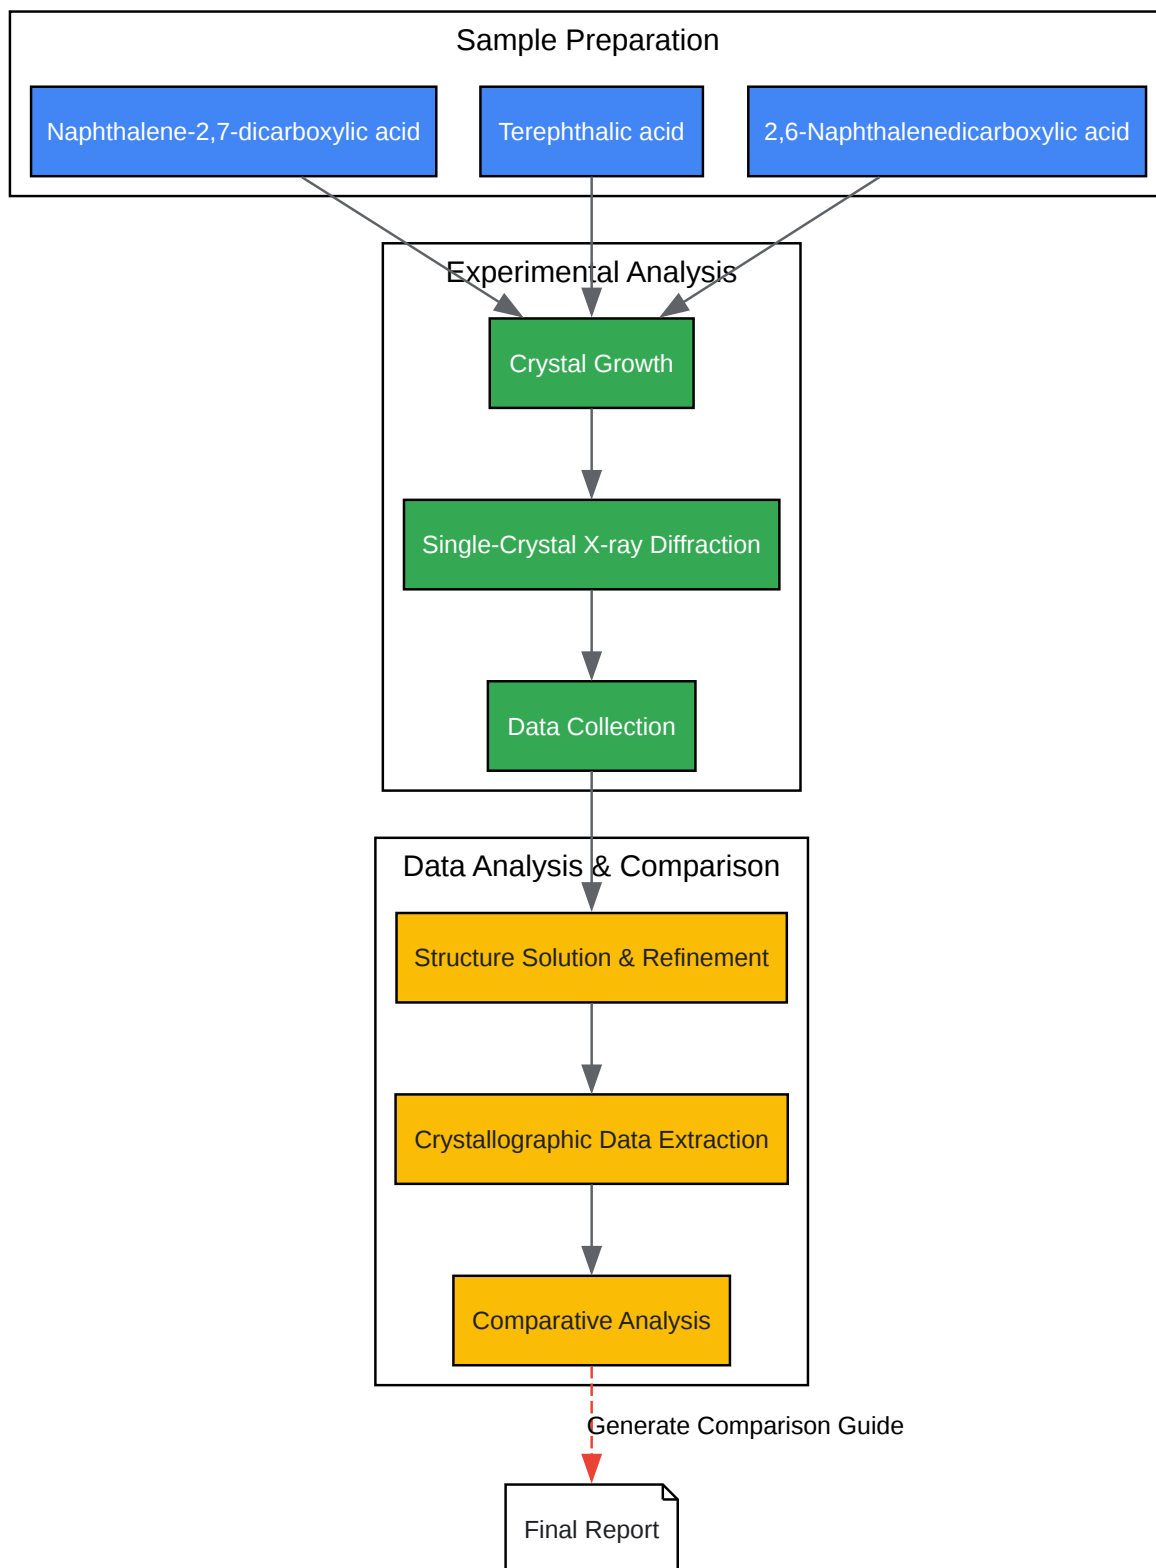 Sample Preparation
Naphthalene-2,7-dicarboxylic acid
Terephthalic acid
2,6-Naphthalenedicarboxylic acid
Experimental Analysis
Crystal Growth
Single-Crystal X-ray Diffraction
Data Collection
Data Analysis & Comparison
Structure Solution & Refinement
Crystallographic Data Extraction
Comparative Analysis
Generate Comparison Guide
Final Report